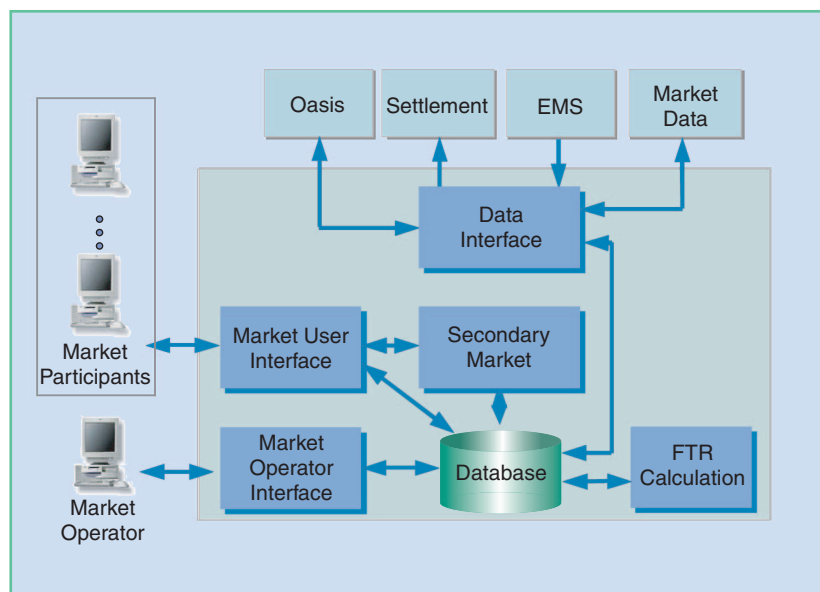 Oasis
Settlement
EMS
Market
Data
Data
Interface
Market User
Interface
Secondary
Market
Market
Participants
Market
Operator
Interface
Database
FTR
Calculation
Market
Operator